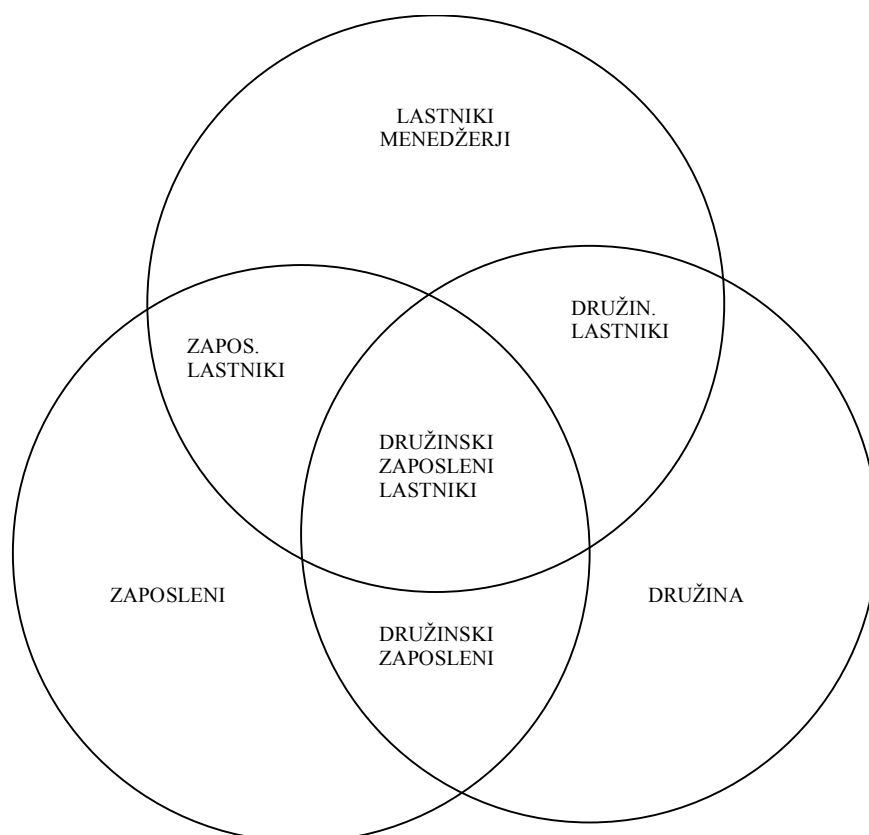 LASTNIKI
MENEDŽERJI
DRUŽIN.
LASTNIKI
ZAPOS.
LASTNIKI
DRUŽINSKI
ZAPOSLENI
LASTNIKI
ZAPOSLENI
DRUŽINA
DRUŽINSKI
ZAPOSLENI